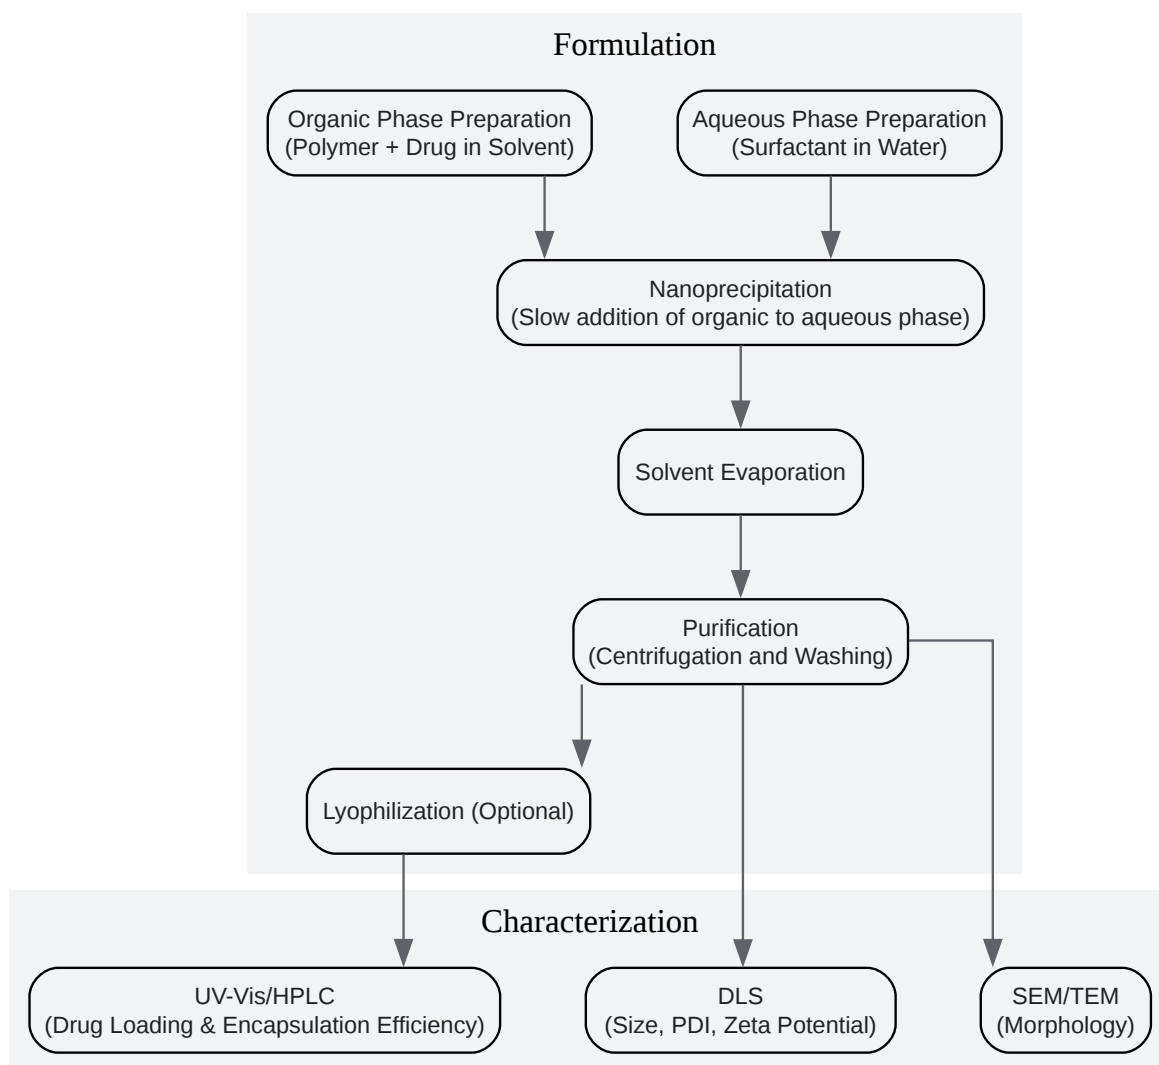 Formulation
Organic Phase Preparation
(Polymer + Drug in Solvent)
Aqueous Phase Preparation
(Surfactant in Water)
Nanoprecipitation
(Slow addition of organic to aqueous phase)
Solvent Evaporation
Purification
(Centrifugation and Washing)
Lyophilization (Optional)
Characterization
UV-Vis/HPLC
(Drug Loading & Encapsulation Efficiency)
DLS
(Size, PDI, Zeta Potential)
SEM/TEM
(Morphology)